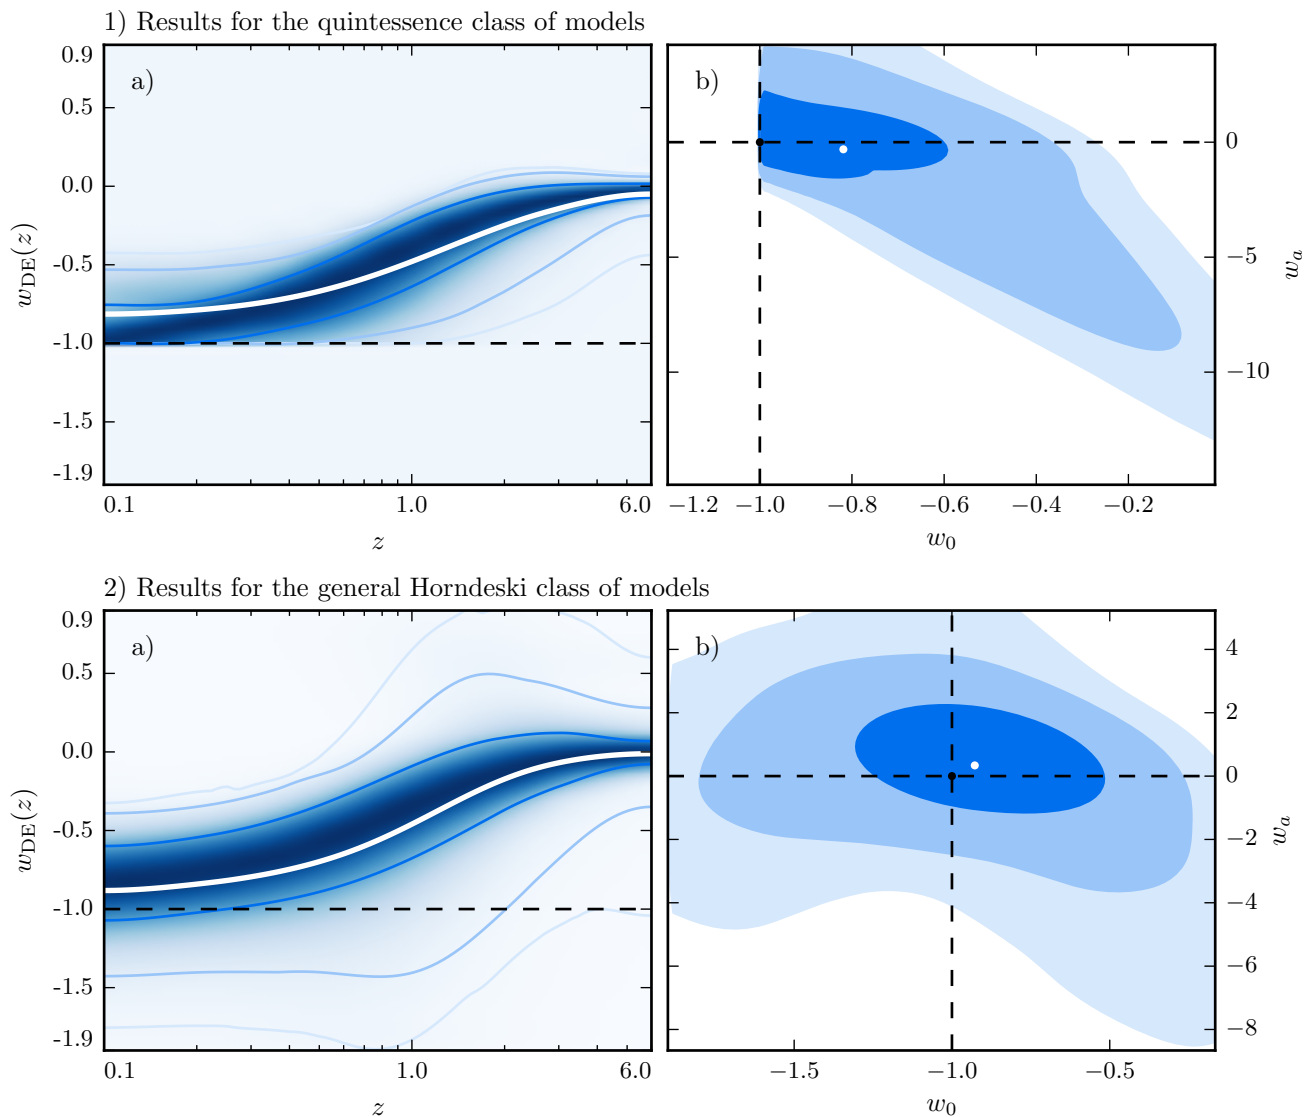 1) Results for the quintessence class of models
a)
0.9
0.5
0.0
-0.5
-1.0
-1.5
-1.9
w_DE(z)
0.1 1.0 6.0
z
b)
0
−5
−10
w_a
−1.2 −1.0 −0.8 −0.6 −0.4 −0.2
w_0
2) Results for the general Horndeski class of models
a)
0.9
0.5
0.0
-0.5
-1.0
-1.5
-1.9
w_DE(z)
0.1 1.0 6.0
z
b)
4
2
0
−2
−4
−6
−8
w_a
−1.5 −1.0 −0.5
w_0